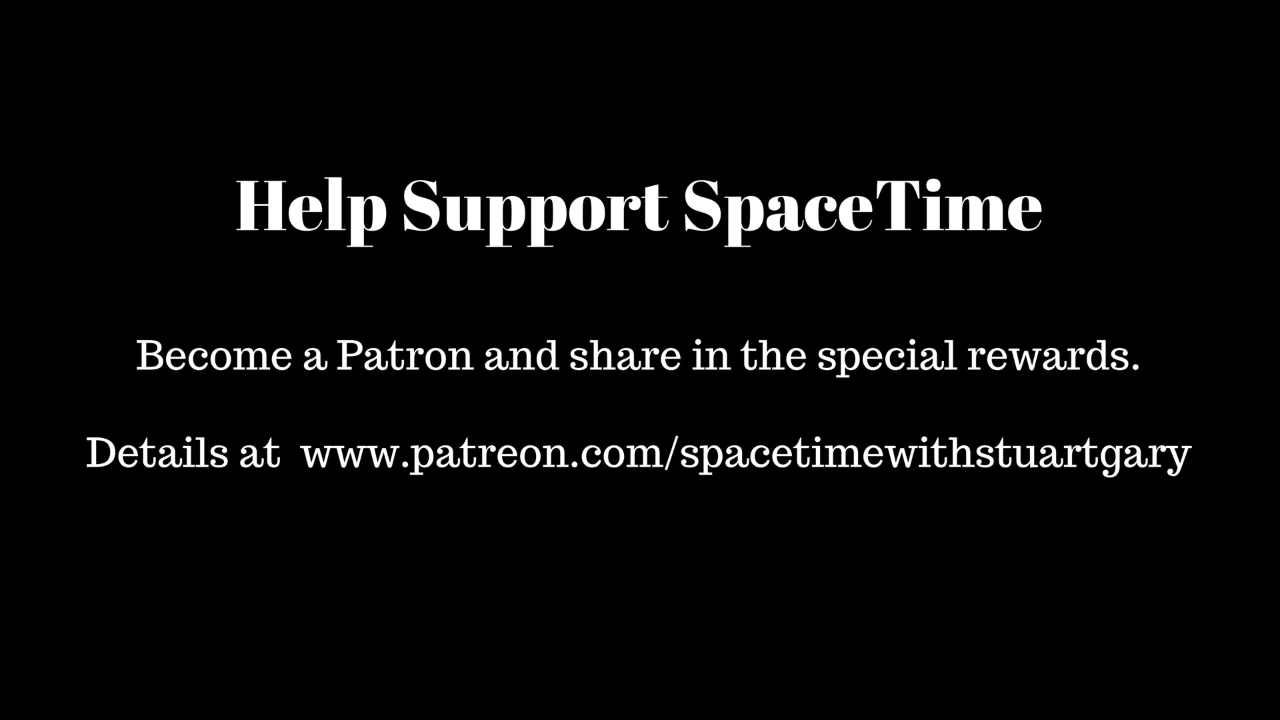 Help Support SpaceTime
Become a Patron and share in the special rewards.
Details at  www.patreon.com/spacetimewithstuartgary